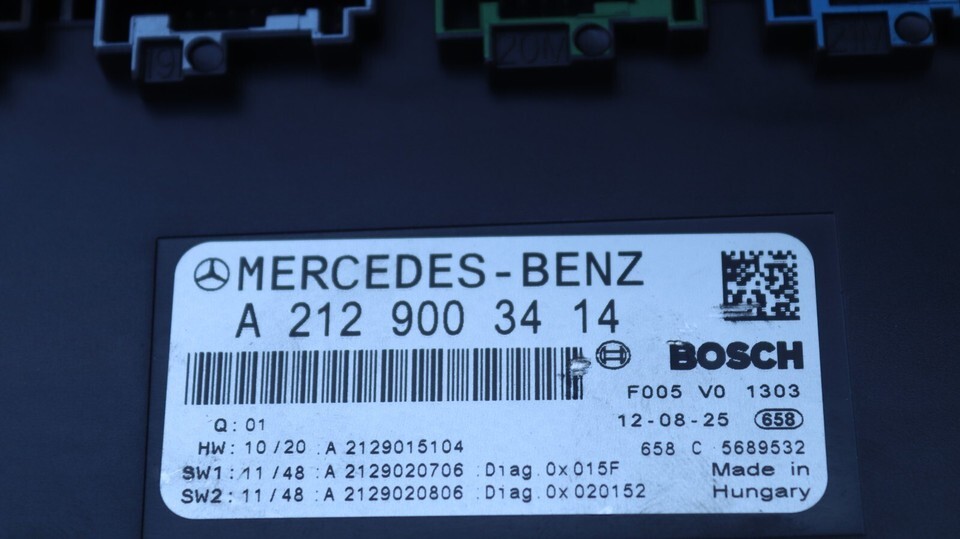 19
20M
21U
MERCEDES-BENZ
A 212 900 34 14
BOSCH
F005 V0 1303
Q: 01
12-08-25 658
HW: 10/20 :A 2129015104
658 C 5689532
SW1:11/48 :A 2129020706 :Diag.0x015F
Made in
SW2:11/48 :A 2129020806 :Diag.0x020152
Hungary